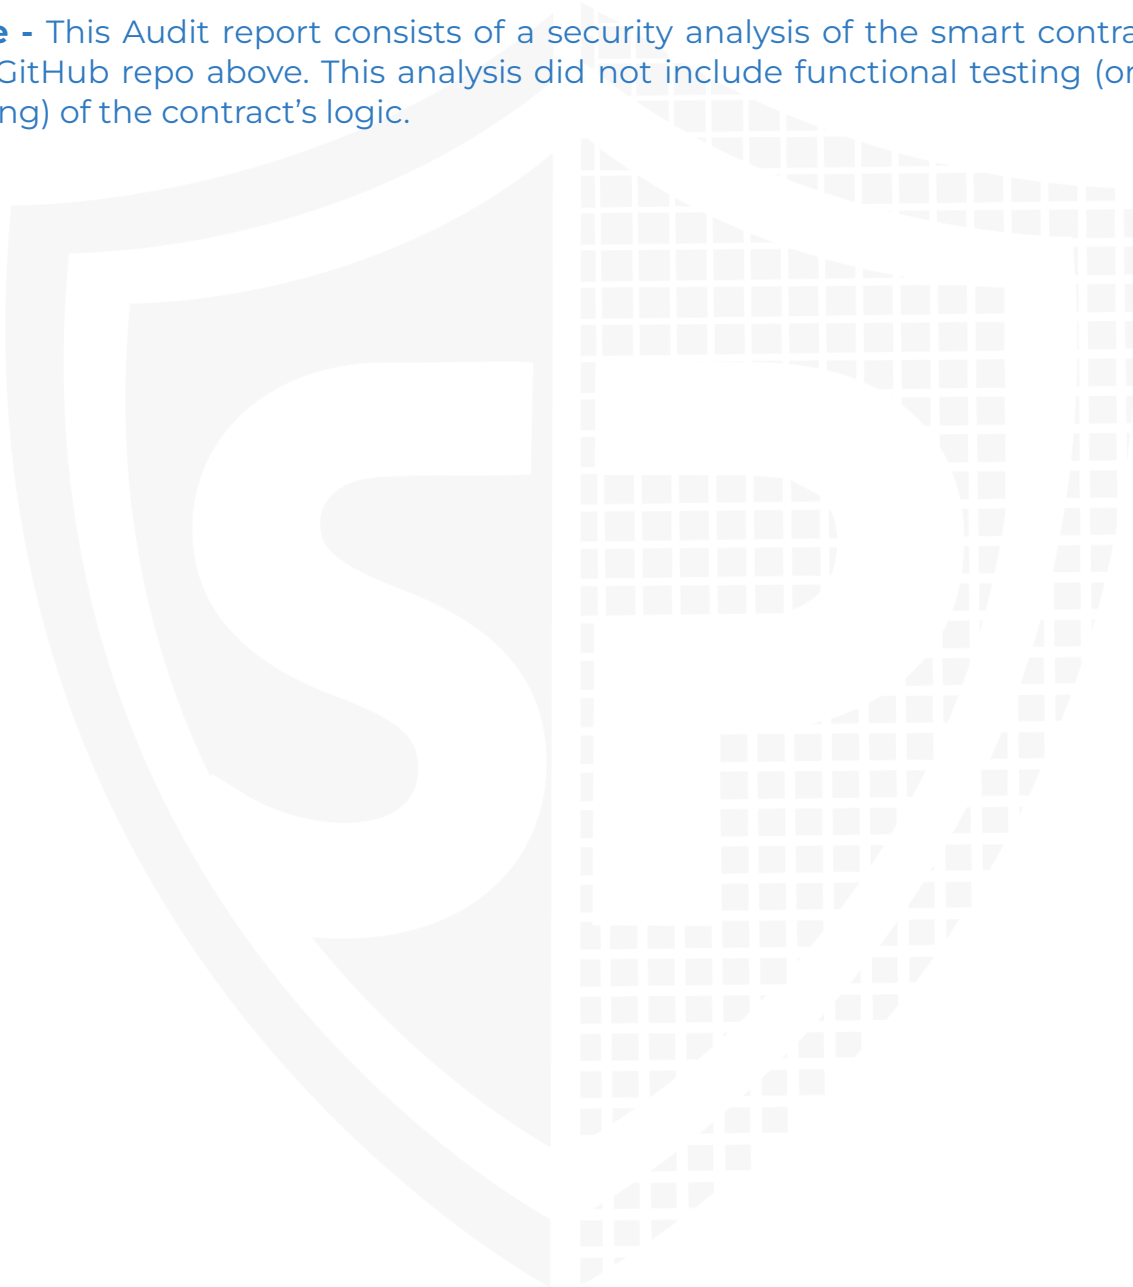 e - This Audit report consists of a security analysis of the smart contra
GitHub repo above. This analysis did not include functional testing (or
ng) of the contract’s logic.
SP